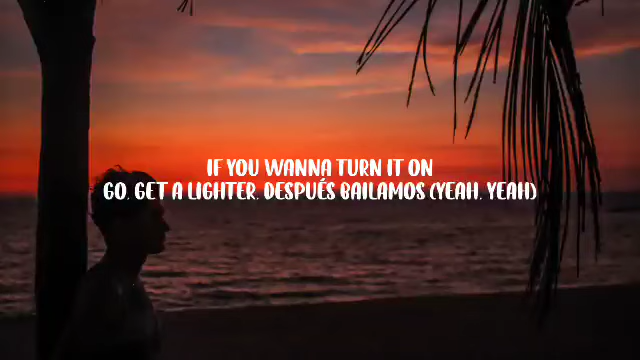 IF YOU WANNA TURN IT ON
GO, GET A LIGHTER, DESPUÉS BAILAMOS (YEAH, YEAH)